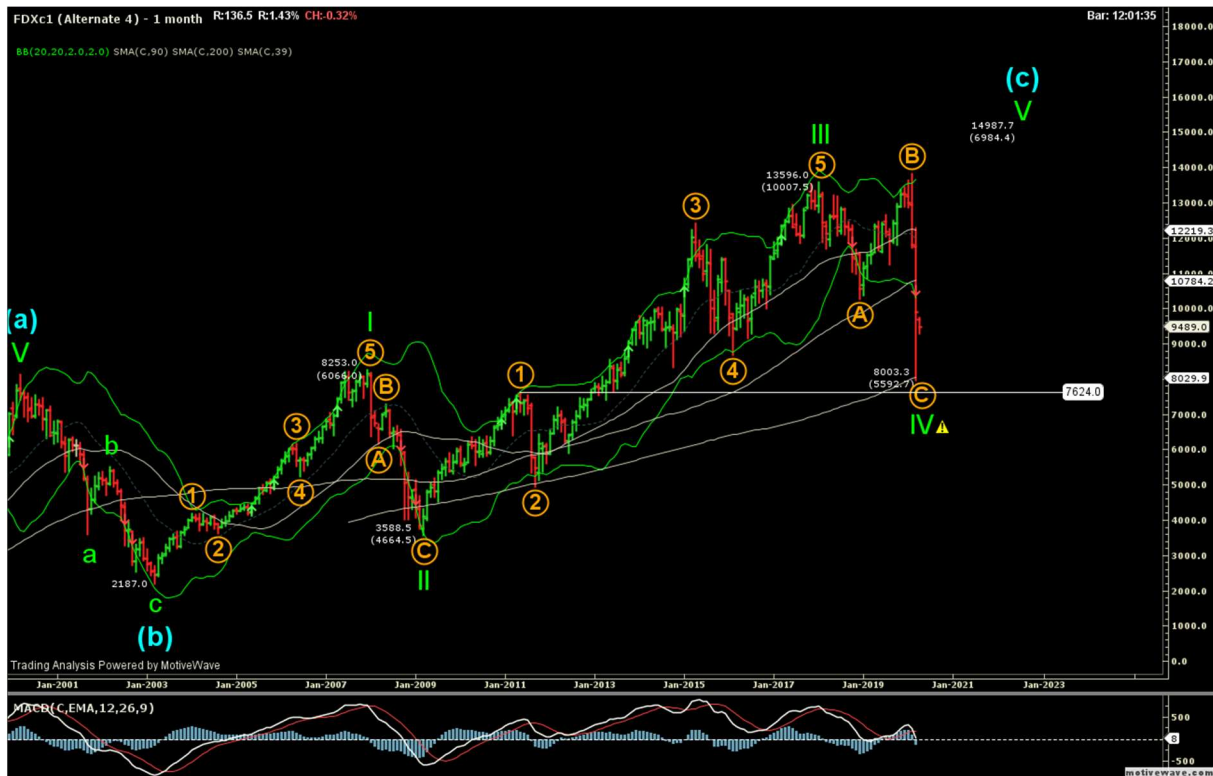 FDXc1 (Alternate 4) - 1 month R:136.5 R:1.43% CH:-0.32% Bar: 12:01:35
BB(20,20,2.0,2.0) SMA(C,90) SMA(C,200) SMA(C,39)
18000.0
17000.0
(c)
16000.0
V
14987.7
(6984.4)
15000.0
III
B
14000.0
5
13596.0
(10007.5)
13000.0
3
12219.3
12000.0
11000.0
10784.2
10000.0
A
9489.0
9000.0
(a)
V
I
5
8253.0
(6066.0)
4
8003.3
(5592.7)
8029.9
B
1
C
7624.0
IV
7000.0
3
6000.0
b
A
5000.0
1
4
2
4000.0
3588.5
(4664.5)
a
2
C
3000.0
2187.0
II
2000.0
c
(b)
1000.0
Trading Analysis Powered by MotiveWave
0.0
Jan-2001 Jan-2003 Jan-2005 Jan-2007 Jan-2009 Jan-2011 Jan-2013 Jan-2015 Jan-2017 Jan-2019 Jan-2021 Jan-2023
MACD(C,EMA,12,26,9)
500
8
-500
motivewave.com